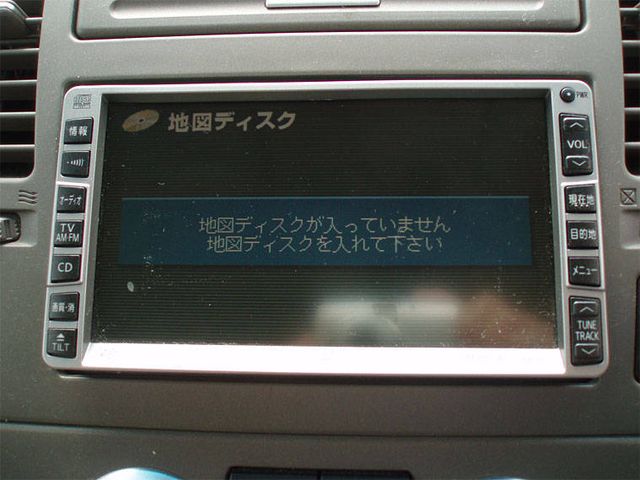 地図ディスク
地図ディスクが入っていません
地図ディスクを入れて下さい
情報
オーディオ
TV
AM・FM
CD
画質・消
TILT
VOL
現在地
目的地
メニュー
TUNE
TRACK